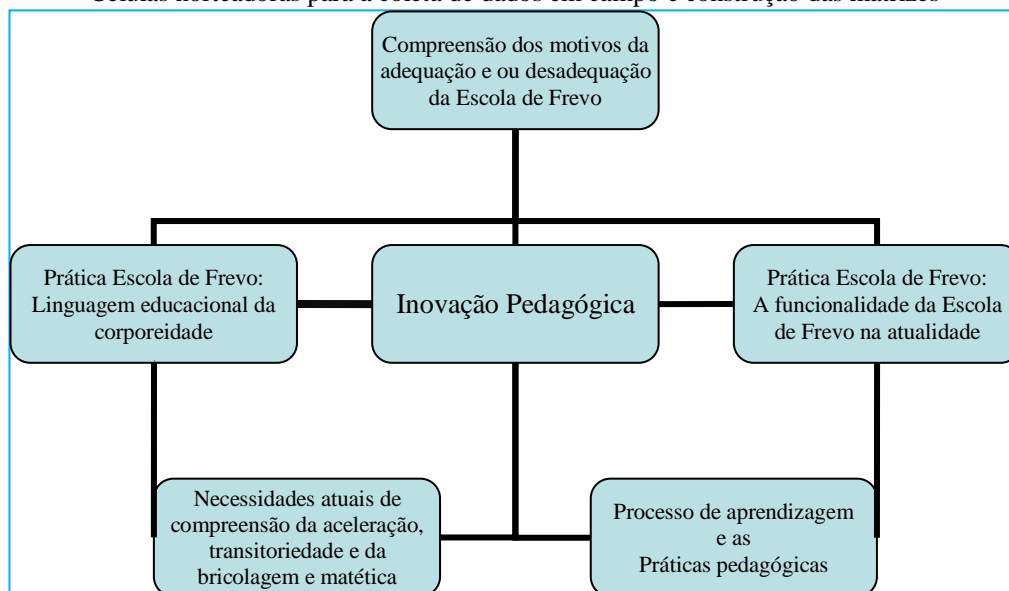 Células norteadoras para a coleta de dados em campo e construção das matrizes
Compreensão dos motivos da
adequação e ou desadequação
da Escola de Frevo
Prática Escola de Frevo:
Linguagem educacional da
corporeidade
Inovação Pedagógica
Prática Escola de Frevo:
A funcionalidade da Escola
de Frevo na atualidade
Necessidades atuais de
compreensão da aceleração,
transitoriedade e da
bricolagem e matética
Processo de aprendizagem
e as
Práticas pedagógicas